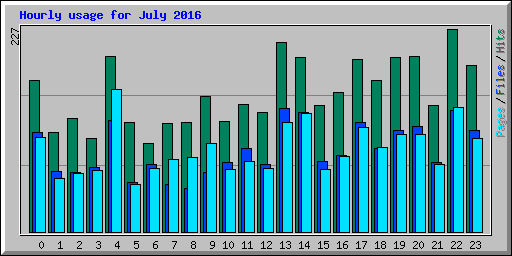 Hourly usage for July 2016
227
Pages/Files/Hits
0 1 2 3 4 5 6 7 8 9 10 11 12 13 14 15 16 17 18 19 20 21 22 23